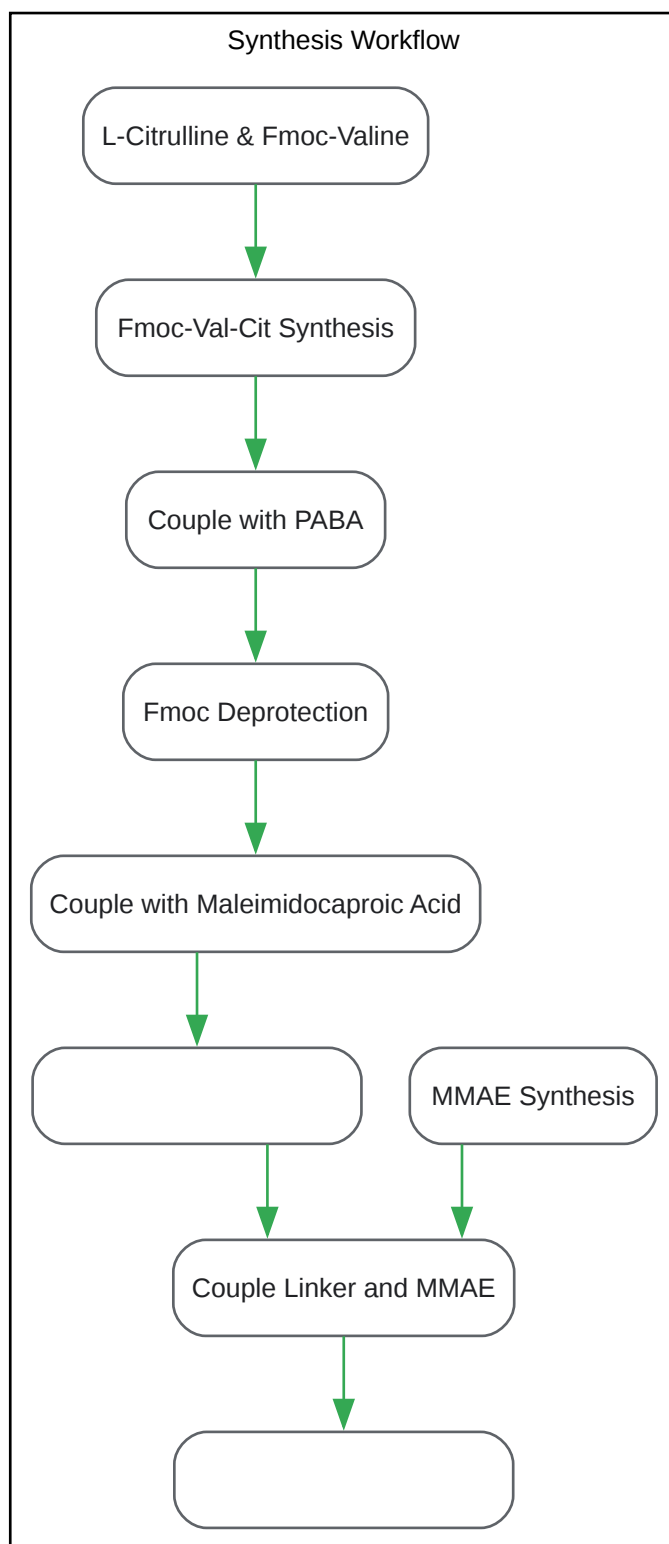 Synthesis Workflow
L-Citrulline & Fmoc-Valine
Fmoc-Val-Cit Synthesis
Couple with PABA
Fmoc Deprotection
Couple with Maleimidocaproic Acid
MMAE Synthesis
Couple Linker and MMAE